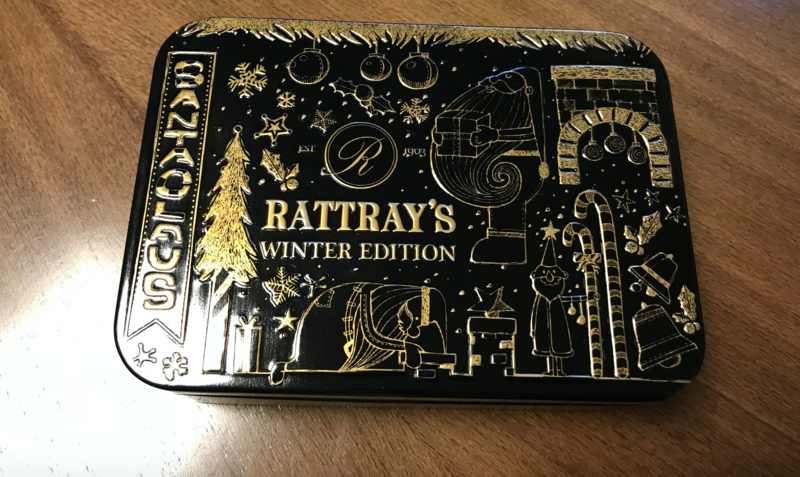 SANTACLAUS
EST. R 1903
RATTRAY'S
WINTER EDITION